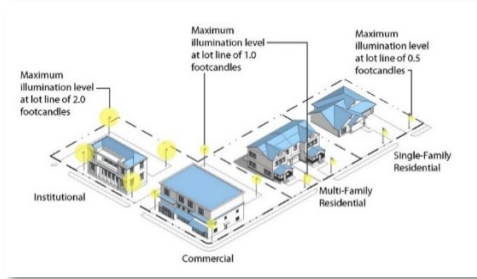 Maximum
illumination level
at lot line of 1.0
footcandles
Maximum
illumination level
at lot line of 0.5
footcandles
Maximum
illumination level
at lot line of 2.0
footcandles
Single-Family
Residential
Multi-Family
Residential
Institutional
Commercial